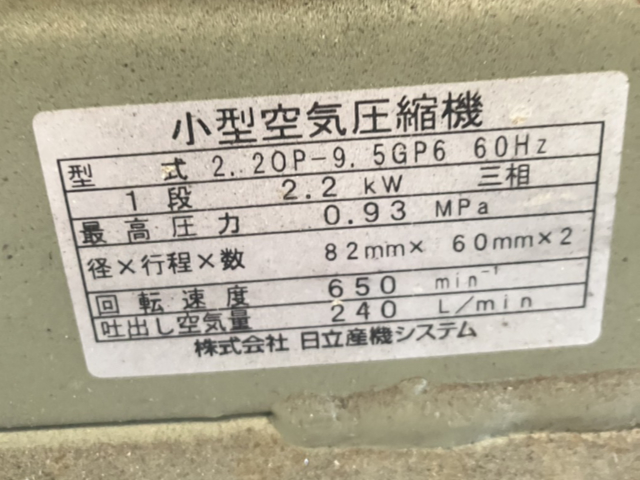 小型空気圧縮機
型 式 2.2OP-9.5GP6 60Hz
1段 2.2 kW 三相
最高圧力 0.93 MPa
径×行程×数 82mm× 60mm×2
回転速度 650 min⁻¹
吐出し空気量 240 L/min
株式会社 日立産機システム